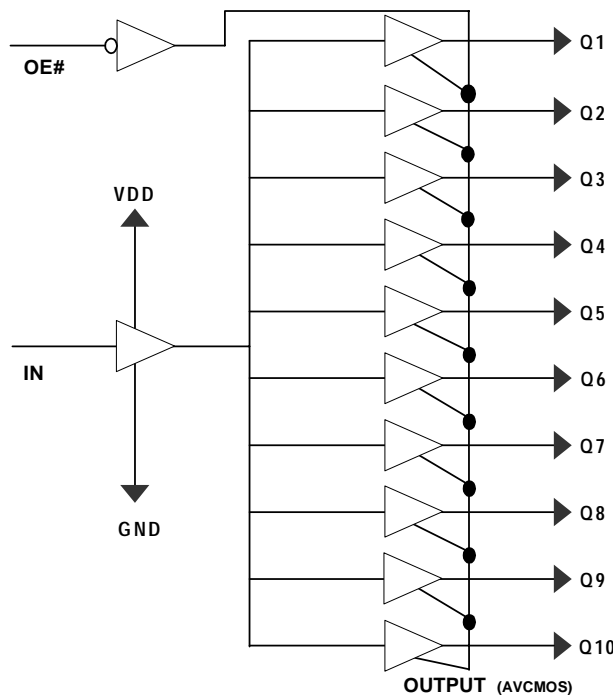 Q1
OE#
Q2
Q3
VDD
Q4
Q5
IN
Q6
Q7
Q8
GND
Q9
Q10
OUTPUT (AVCMOS)